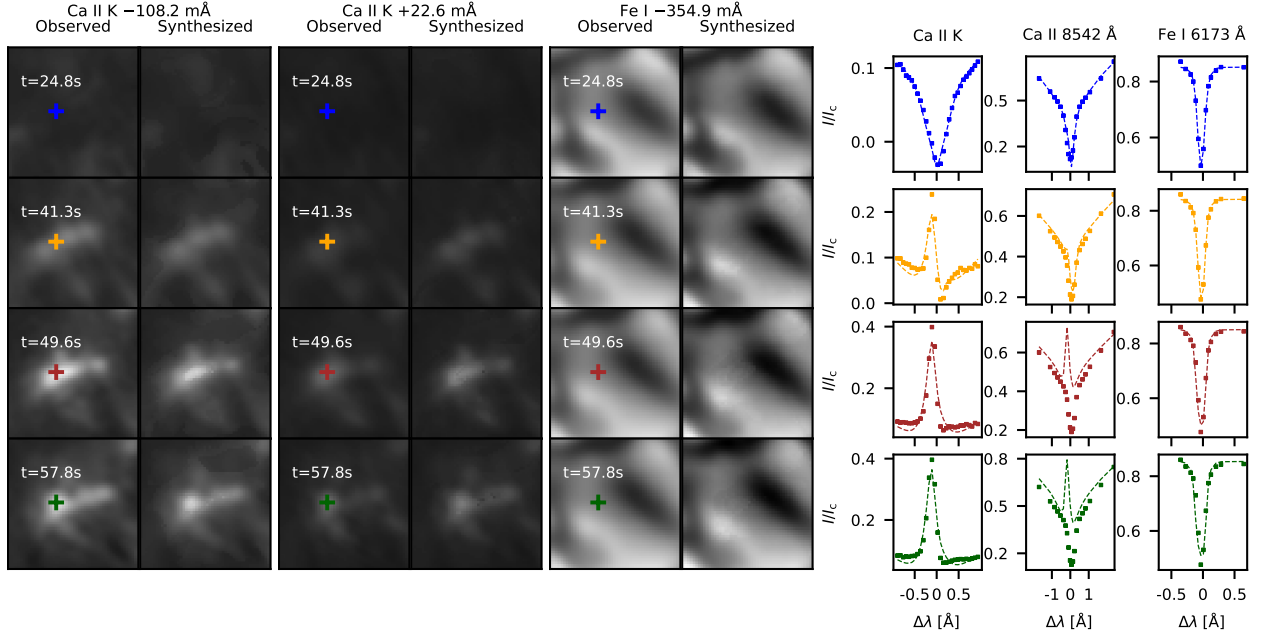 Ca II K −108.2 mÅ
Observed Synthesized
Ca II K +22.6 mÅ
Observed Synthesized
Fe I −354.9 mÅ
Observed Synthesized
t=24.8s t=24.8s t=24.8s
t=41.3s t=41.3s t=41.3s
t=49.6s t=49.6s t=49.6s
t=57.8s t=57.8s t=57.8s
Ca II K Ca II 8542 Å Fe I 6173 Å
I/Ic
0.1
0.0
0.5
0.2
0.8
0.6
I/Ic
0.2
0.1
0.0
0.6
0.4
0.2
0.8
0.6
I/Ic
0.4
0.2
0.6
0.4
0.2
0.8
0.6
I/Ic
0.4
0.2
0.8
0.5
0.2
0.8
0.6
-0.5 0 0.5 -1 0 1 -0.5 0 0.5
Δλ [Å] Δλ [Å] Δλ [Å]